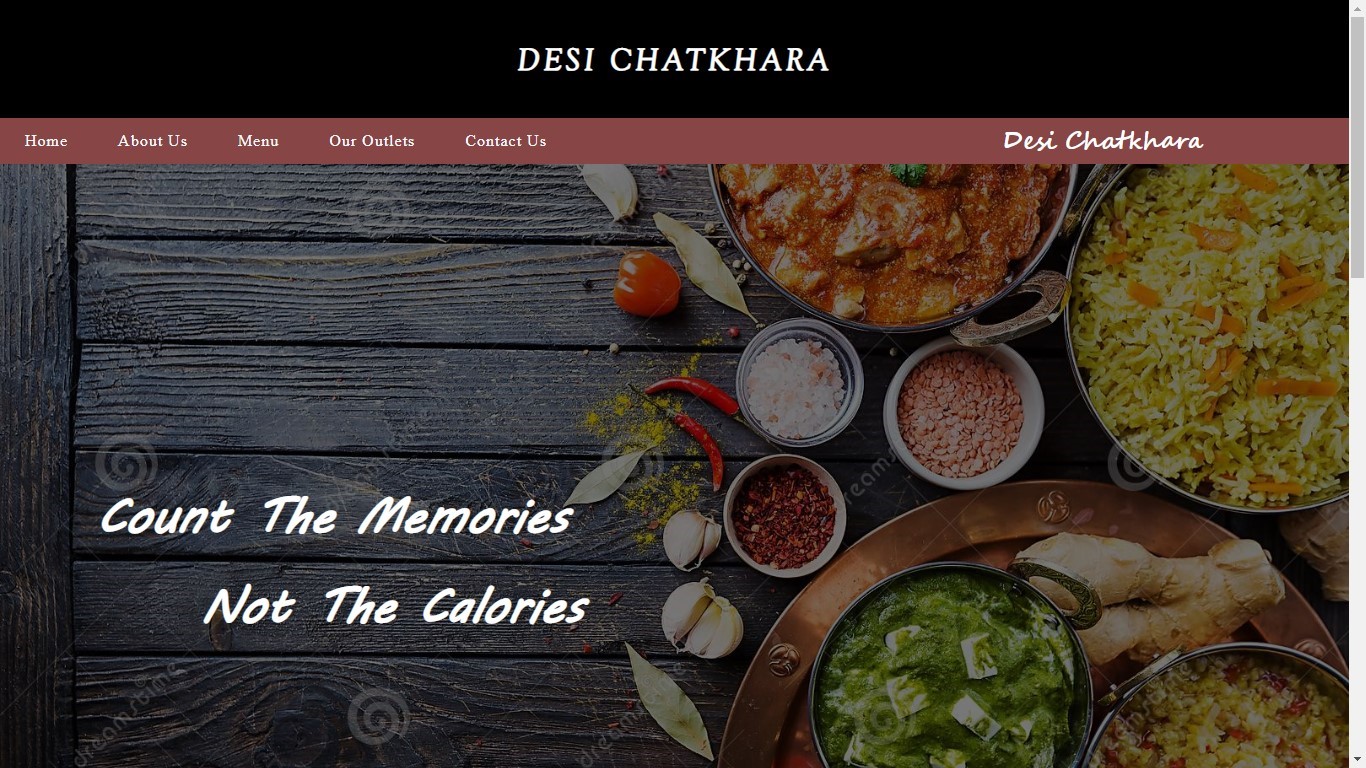 DESI CHATKHARA
Home About Us Menu Our Outlets Contact Us Desi Chatkhara
Count The Memories
Not The Calories